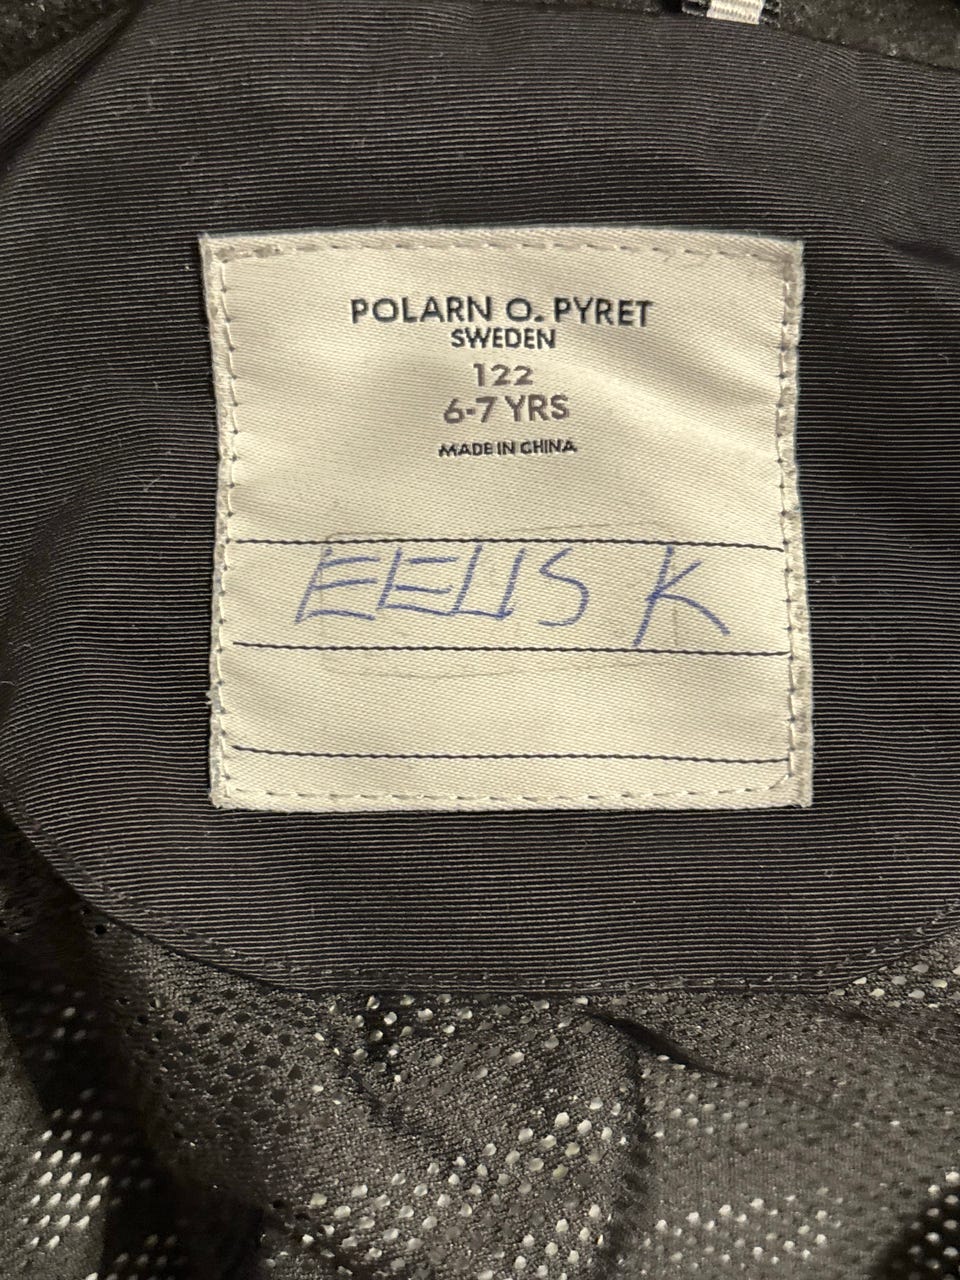 POLARN O. PYRET
SWEDEN
122
6-7 YRS
MADE IN CHINA
EELIS K